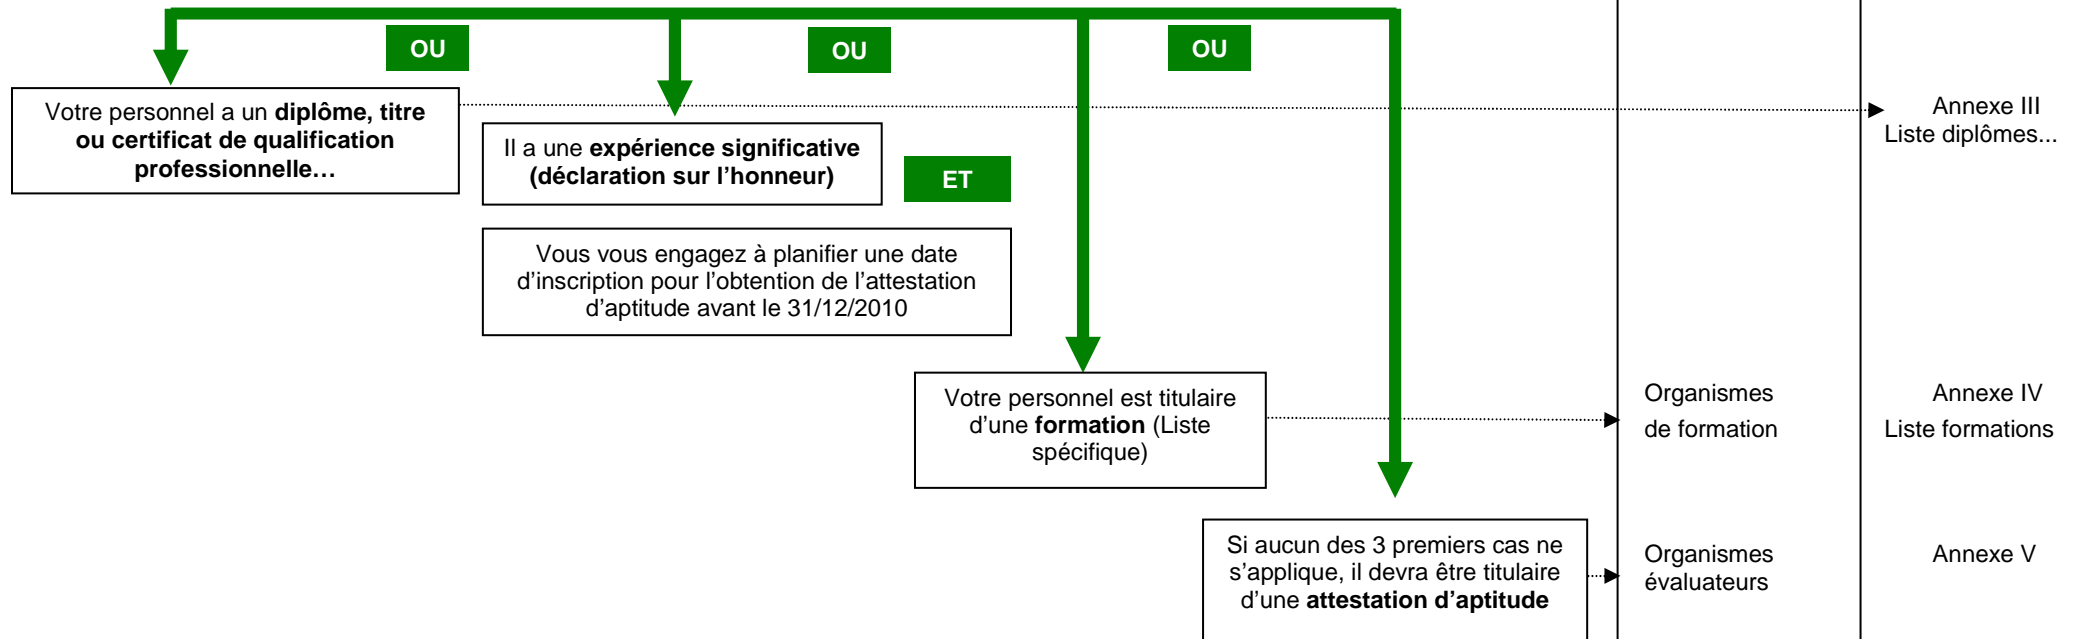 OU
OU
OU
Votre personnel a un diplôme, titre
ou certificat de qualification
professionnelle…
Annexe III
Liste diplômes...
Il a une expérience significative
(déclaration sur l’honneur)
ET
Vous vous engagez à planifier une date
d’inscription pour l’obtention de l’attestation
d’aptitude avant le 31/12/2010
Votre personnel est titulaire
d’une formation (Liste
spécifique)
Organismes
de formation
Annexe IV
Liste formations
Si aucun des 3 premiers cas ne
s’applique, il devra être titulaire
d’une attestation d’aptitude
Organismes
évaluateurs
Annexe V